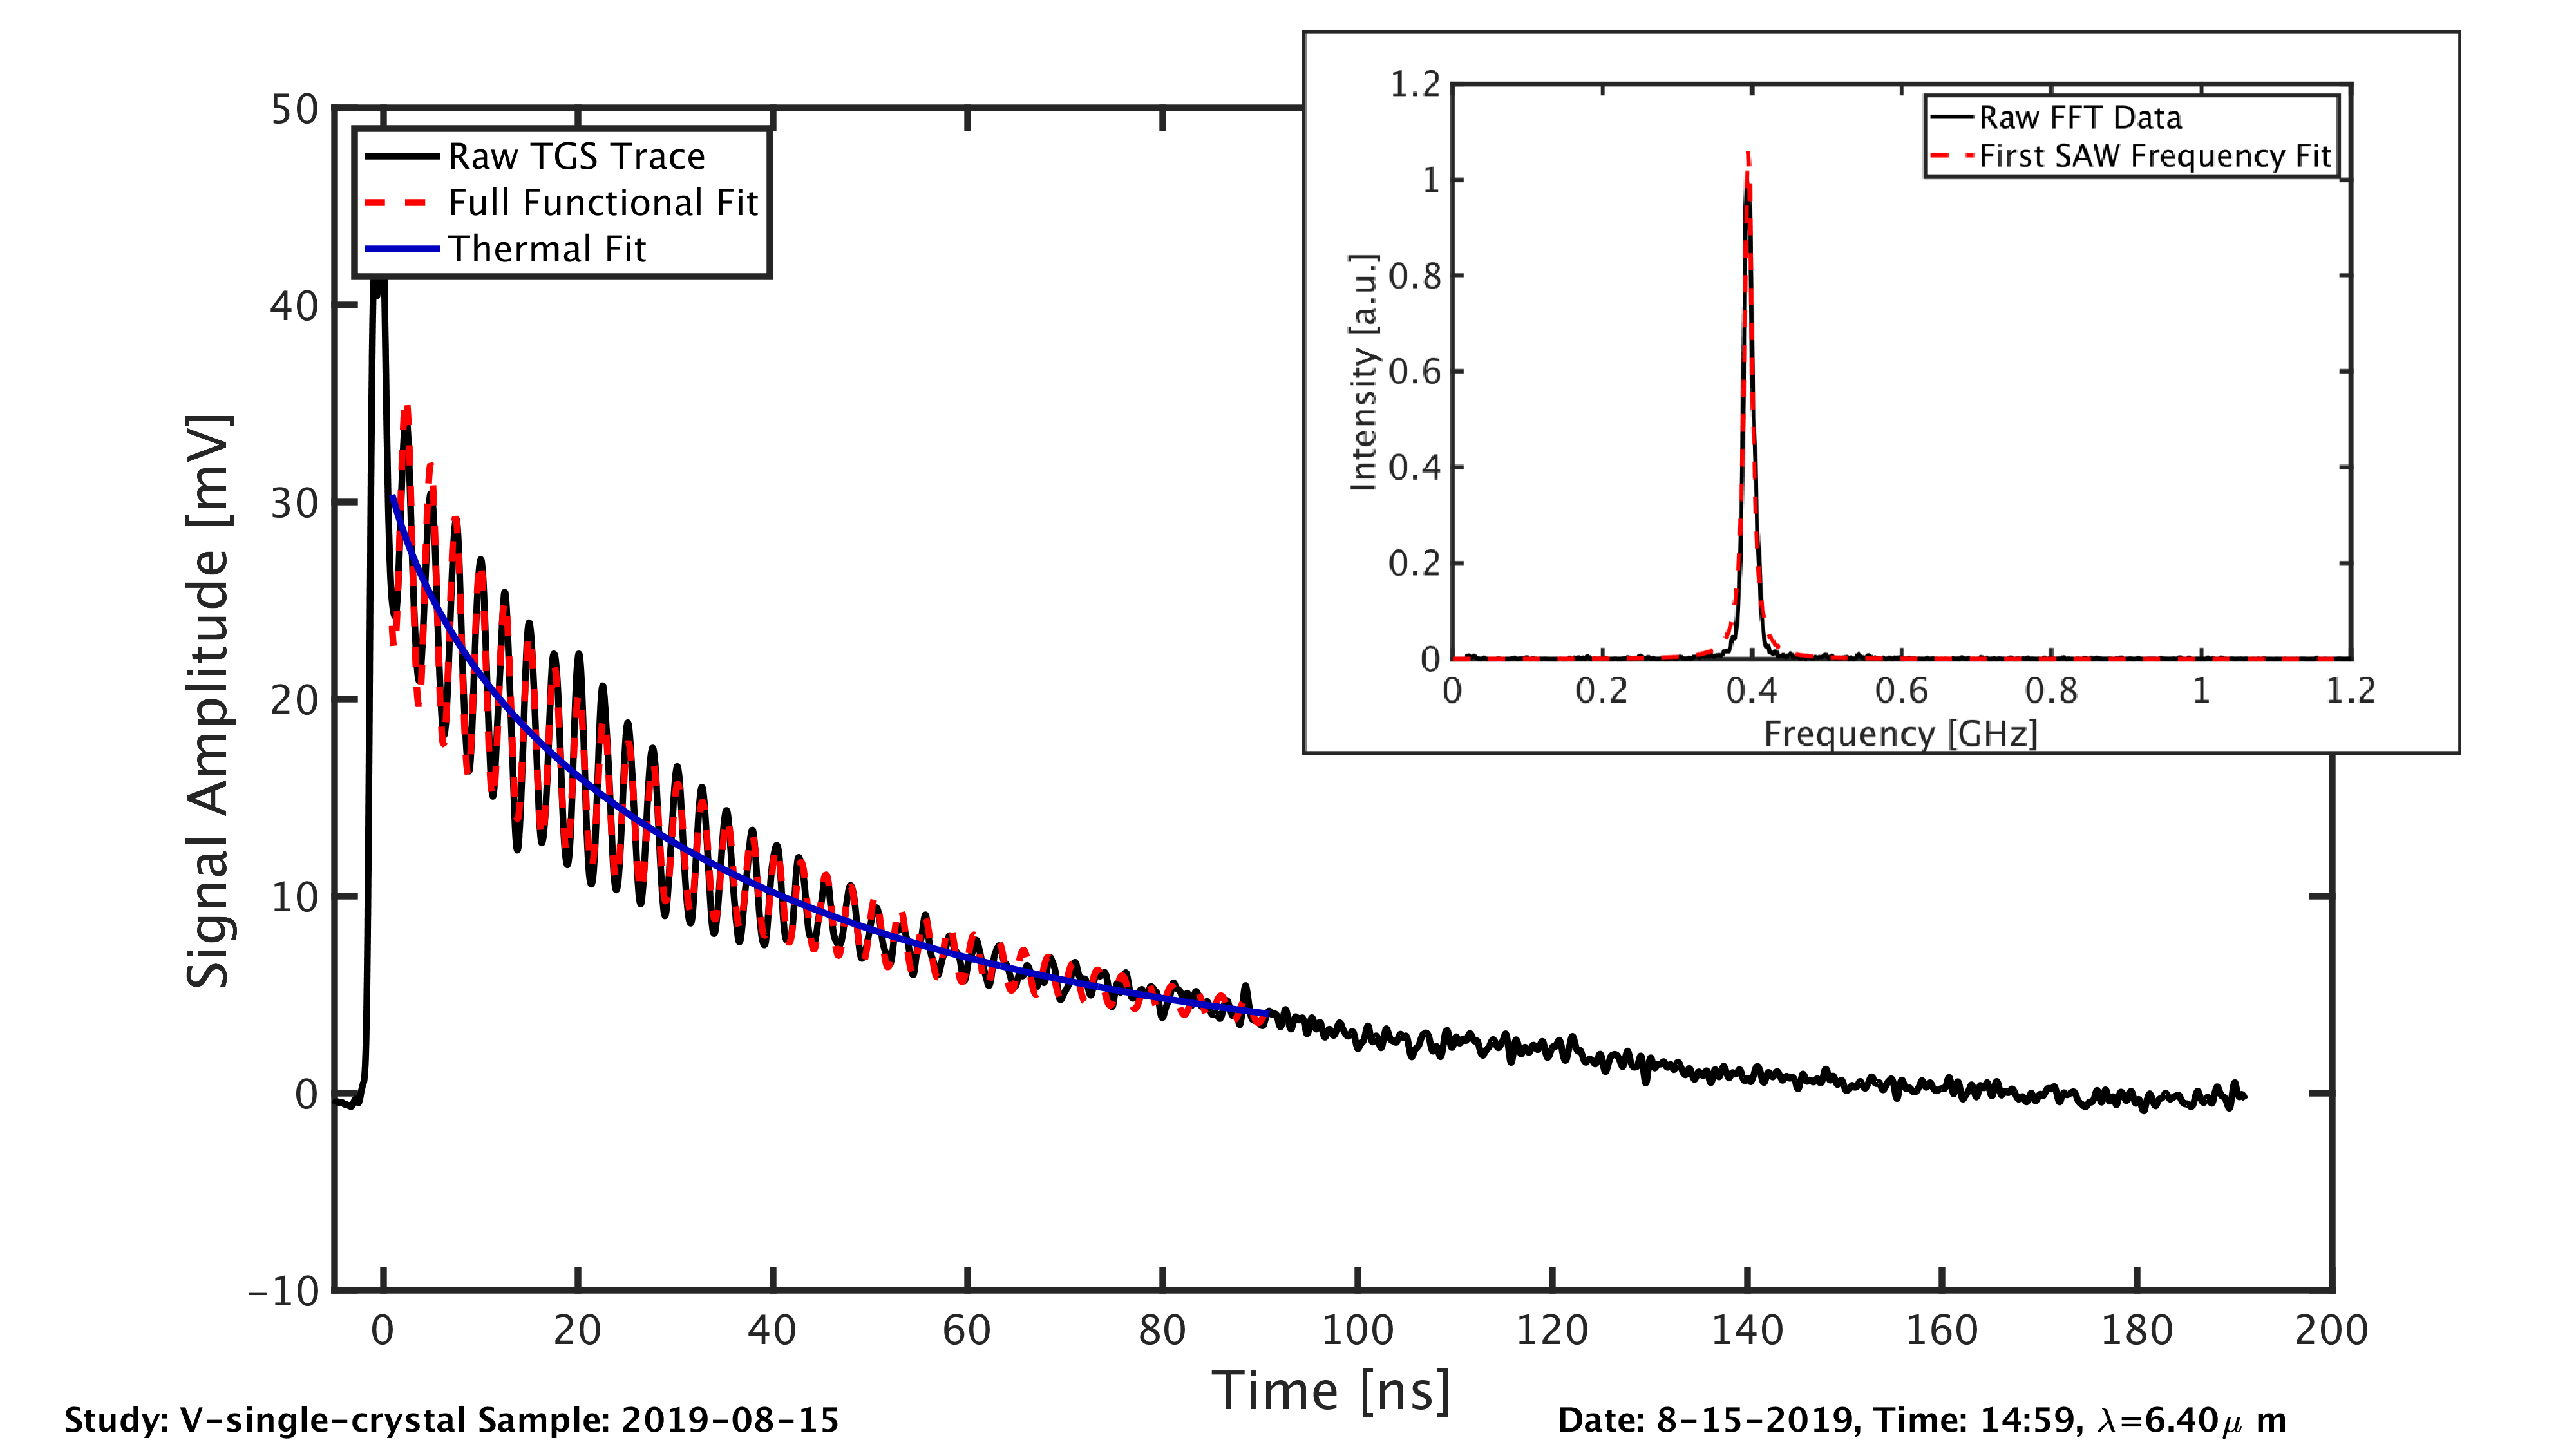 50
40
30
20
10
0
-10
Signal Amplitude [mV]
Raw TGS Trace
Full Functional Fit
Thermal Fit
0 20 40 60 80 100 120 140 160 180 200
Time [ns]
1.2
1
0.8
0.6
0.4
0.2
0
Intensity [a.u.]
Raw FFT Data
First SAW Frequency Fit
0 0.2 0.4 0.6 0.8 1 1.2
Frequency [GHz]
Study: V-single-crystal Sample: 2019-08-15
Date: 8-15-2019, Time: 14:59, λ=6.40μ m